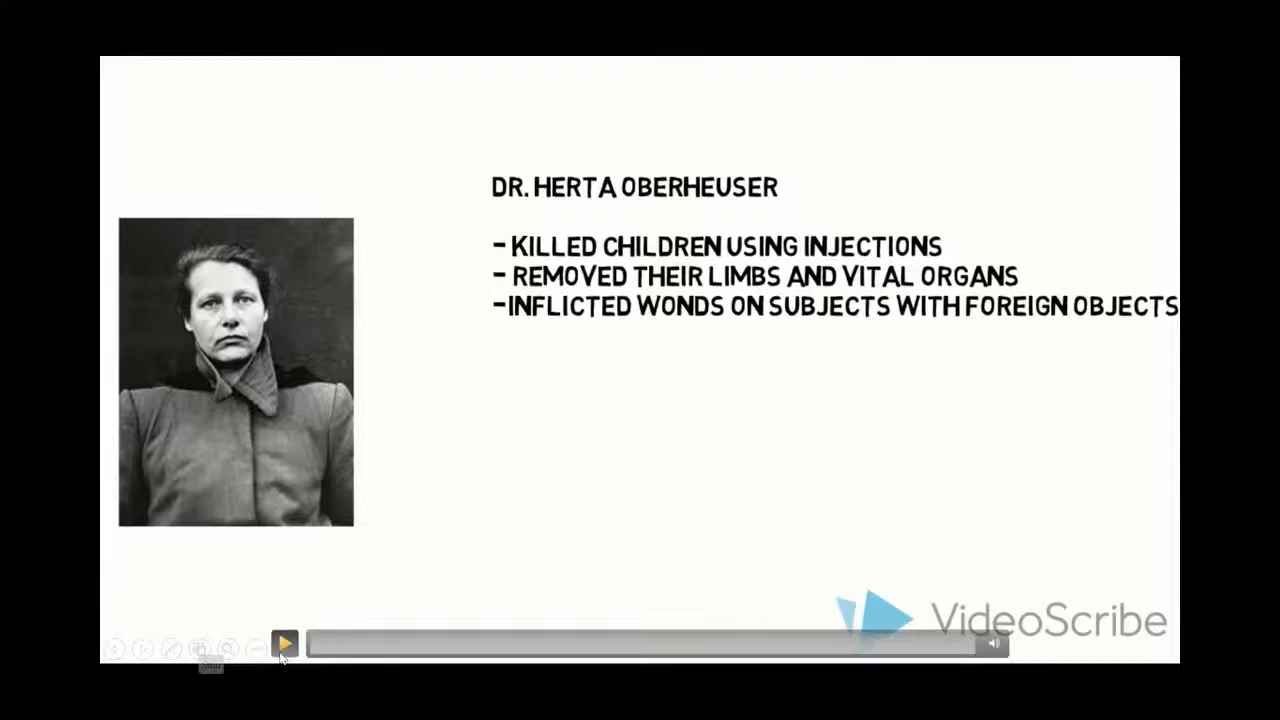 DR. HERTA OBERHEUSER
- KILLED CHILDREN USING INJECTIONS
- REMOVED THEIR LIMBS AND VITAL ORGANS
-INFLICTED WONDS ON SUBJECTS WITH FOREIGN OBJECTS
VideoScribe